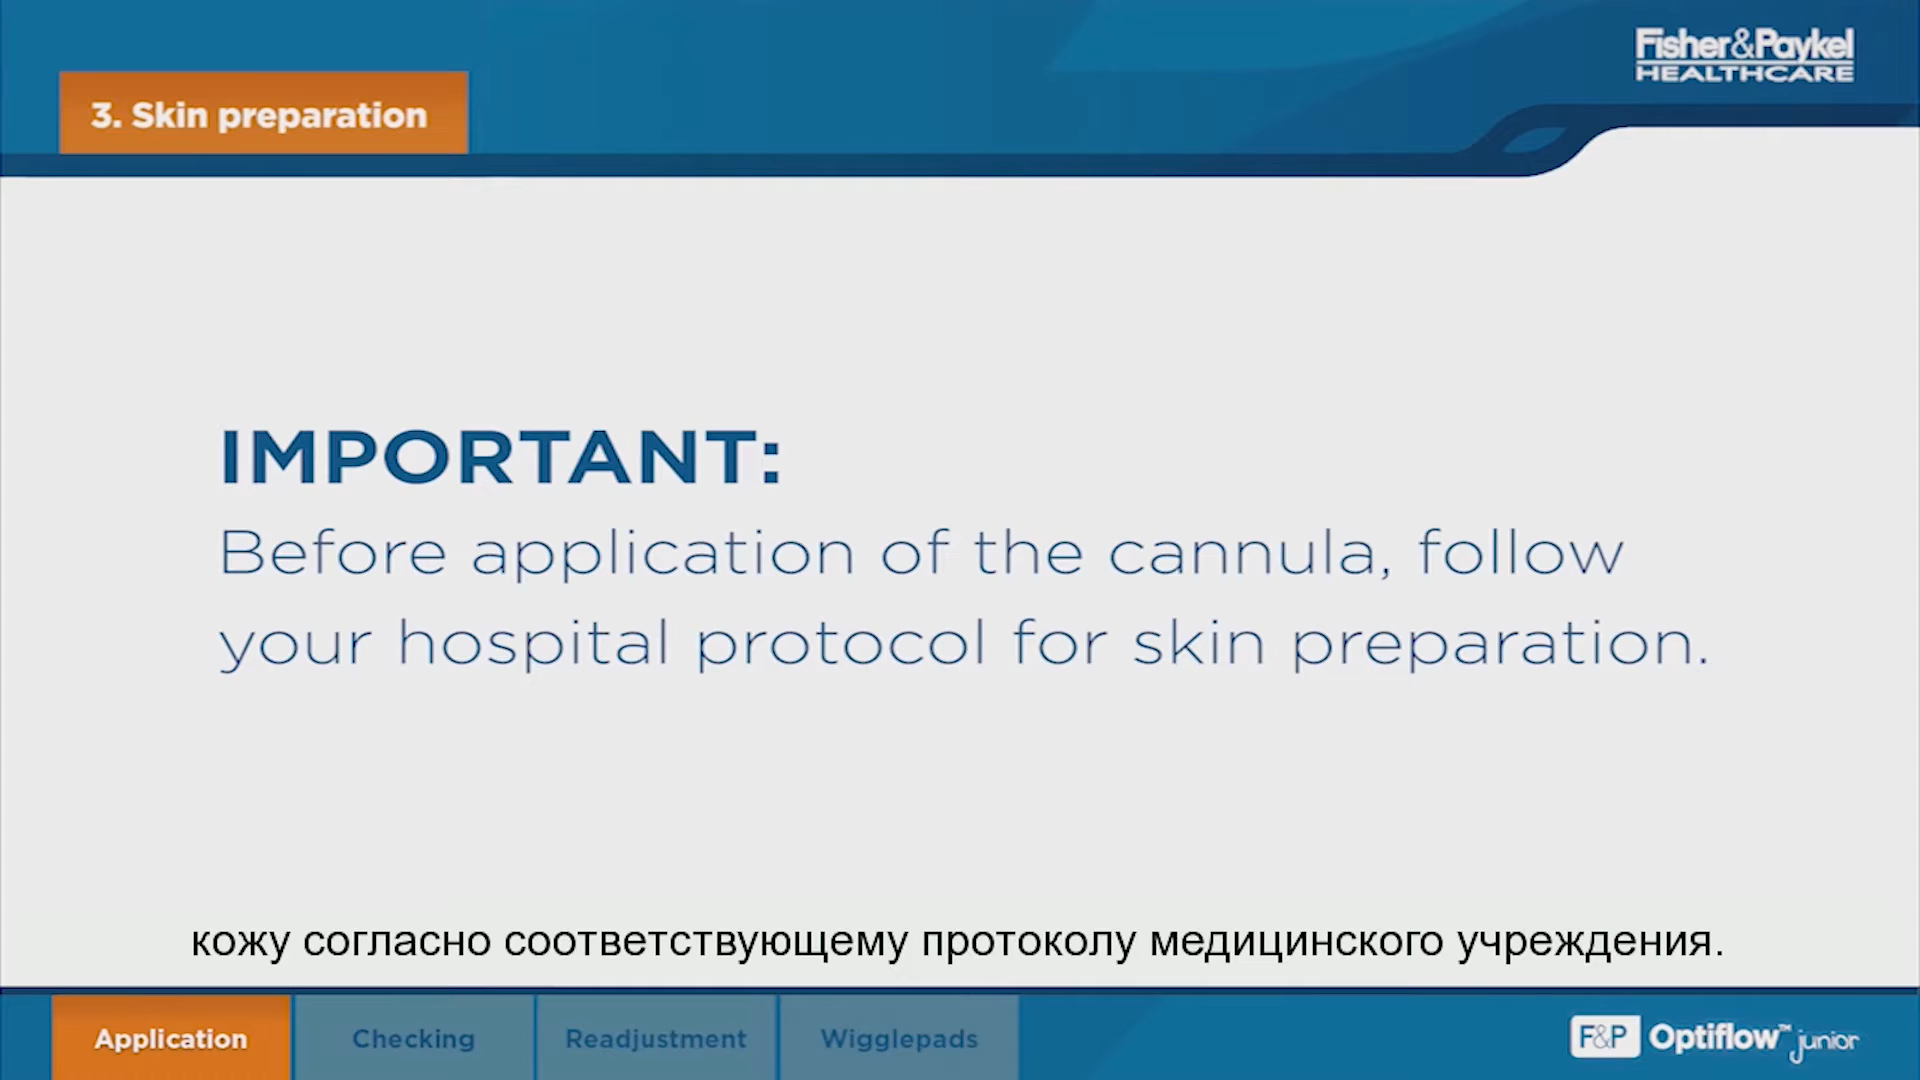 Fisher&Paykel
HEALTHCARE
3. Skin preparation
IMPORTANT:
Before application of the cannula, follow
your hospital protocol for skin preparation.
кожу согласно соответствующему протоколу медицинского учреждения.
Application
Checking
Readjustment
Wigglepads
F&P Optiflow™ junior